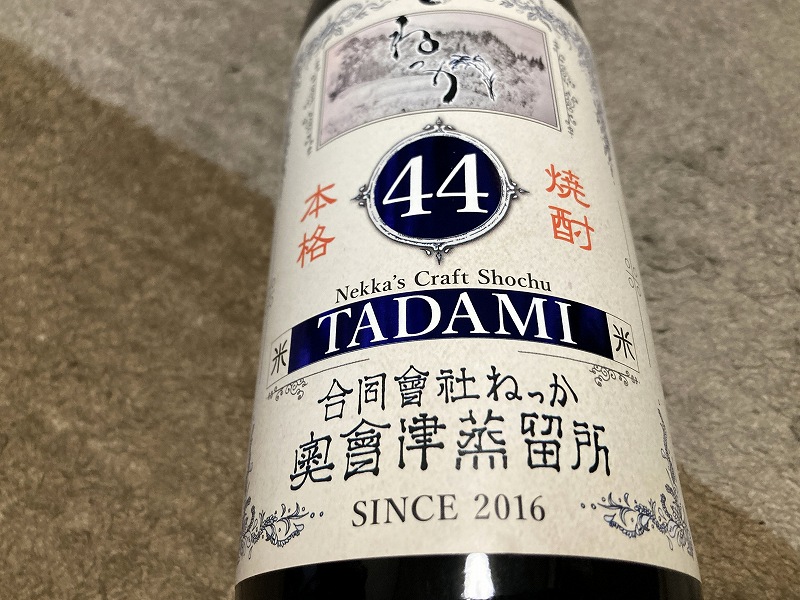 ねっか
44
本格
焼酎
Nekka's Craft Shochu
米 TADAMI 米
合同會社ねっか
奥會津蒸留所
SINCE 2016